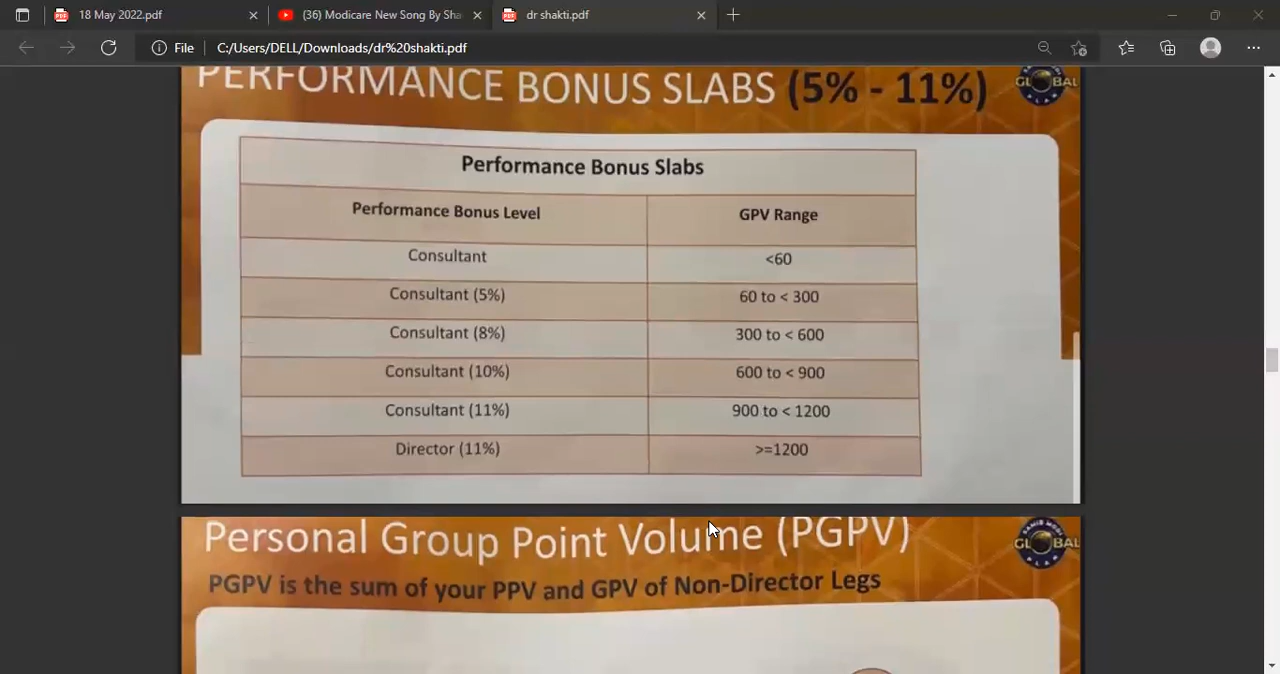 18 May 2022.pdf
(36) Modicare New Song By Sha
dr shakti.pdf
File
C:/Users/DELL/Downloads/dr%20shakti.pdf
PERFORMANCE BONUS SLABS (5% - 11%)
GLOBAL
Performance Bonus Slabs
Performance Bonus Level GPV Range
Consultant <60
Consultant (5%) 60 to < 300
Consultant (8%) 300 to < 600
Consultant (10%) 600 to < 900
Consultant (11%) 900 to < 1200
Director (11%) >=1200
Personal Group Point Volume (PGPV)
GLOBAL
PLAN
PGPV is the sum of your PPV and GPV of Non-Director Legs